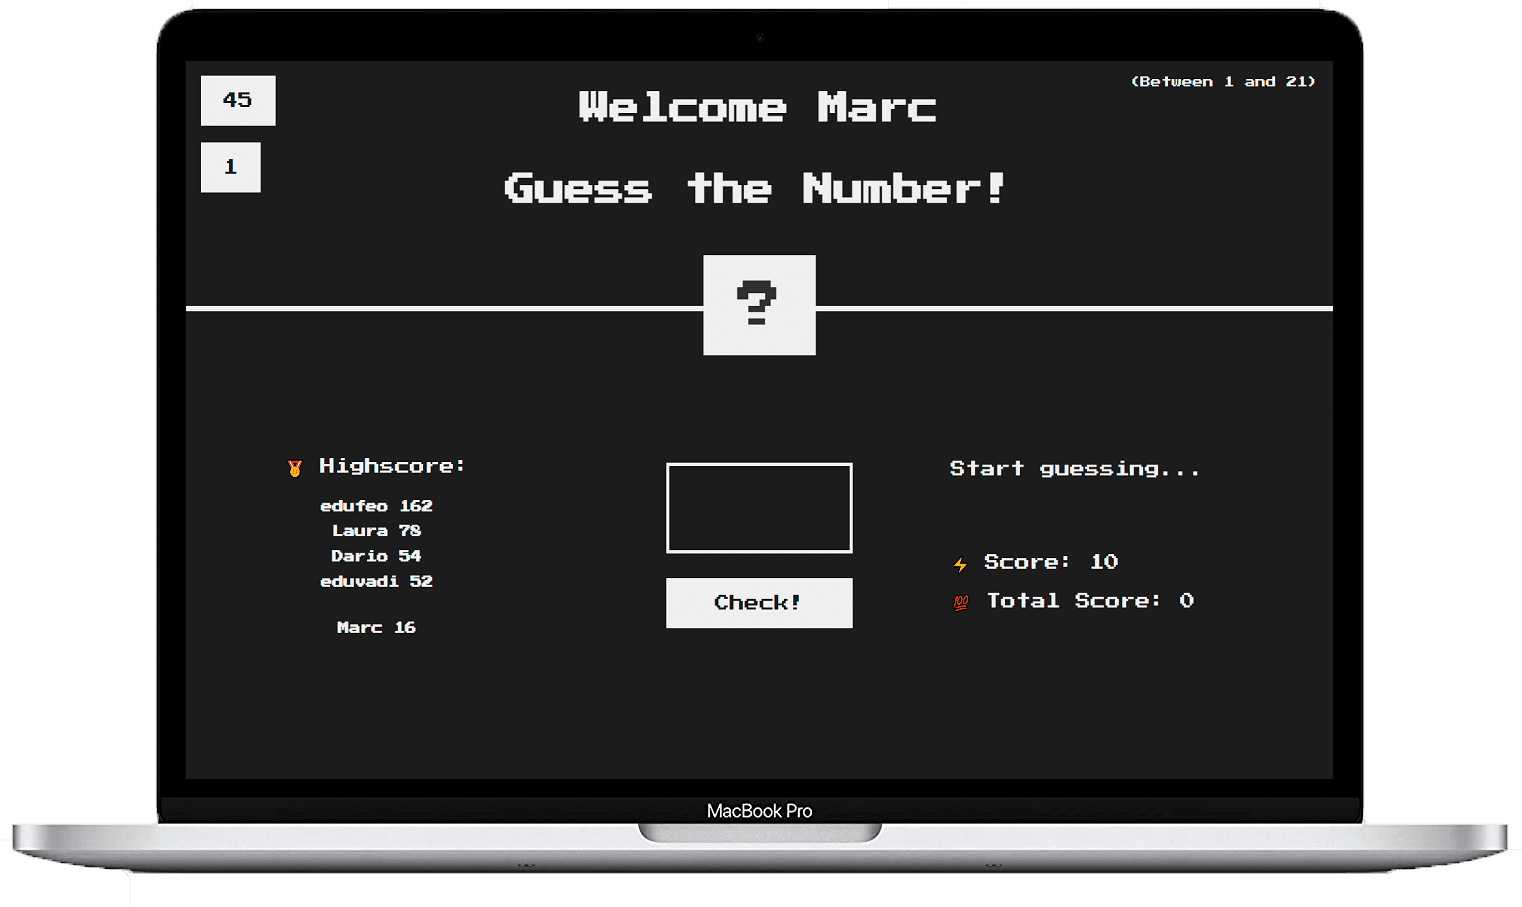 45
(Between 1 and 21)
Welcome Marc
1
Guess the Number!
?
🏅 Highscore:
edufeo 162
Laura 78
Dario 54
eduvadi 52
Marc 16
Check!
Start guessing...
⚡ Score: 10
💯 Total Score: 0
MacBook Pro